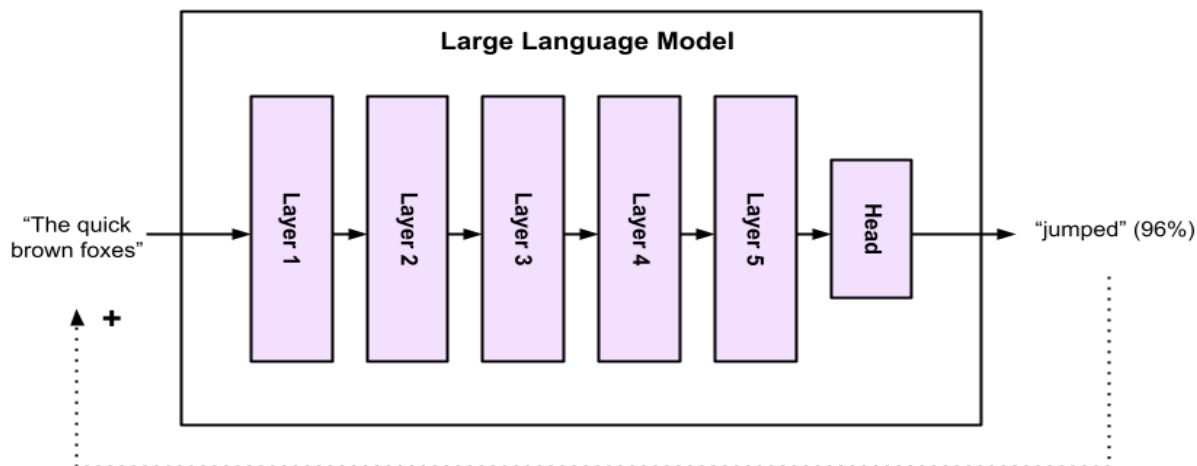 Large Language Model
“The quick
brown foxes”
+
Layer 1
Layer 2
Layer 3
Layer 4
Layer 5
Head
“jumped” (96%)